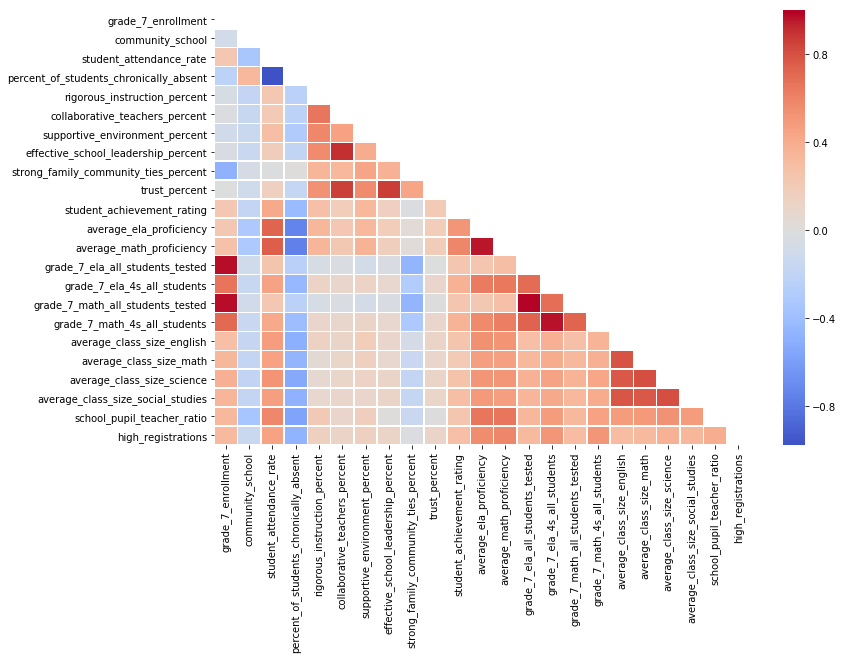 grade_7_enrollment
community_school
student_attendance_rate
percent_of_students_chronically_absent
rigorous_instruction_percent
collaborative_teachers_percent
supportive_environment_percent
effective_school_leadership_percent
strong_family_community_ties_percent
trust_percent
student_achievement_rating
average_ela_proficiency
average_math_proficiency
grade_7_ela_all_students_tested
grade_7_ela_4s_all_students
grade_7_math_all_students_tested
grade_7_math_4s_all_students
average_class_size_english
average_class_size_math
average_class_size_science
average_class_size_social_studies
school_pupil_teacher_ratio
high_registrations
grade_7_enrollment
community_school
student_attendance_rate
percent_of_students_chronically_absent
rigorous_instruction_percent
collaborative_teachers_percent
supportive_environment_percent
effective_school_leadership_percent
strong_family_community_ties_percent
trust_percent
student_achievement_rating
average_ela_proficiency
average_math_proficiency
grade_7_ela_all_students_tested
grade_7_ela_4s_all_students
grade_7_math_all_students_tested
grade_7_math_4s_all_students
average_class_size_english
average_class_size_math
average_class_size_science
average_class_size_social_studies
school_pupil_teacher_ratio
high_registrations
0.8
0.4
0.0
−0.4
−0.8